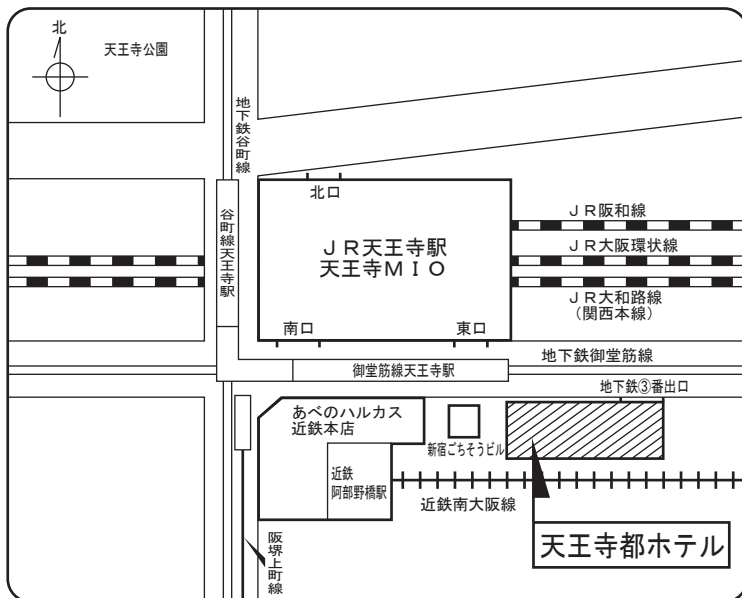 北
天王寺公園
地下鉄谷町線
谷町線天王寺駅
北口
ＪＲ天王寺駅
天王寺ＭＩＯ
南口
東口
ＪＲ阪和線
ＪＲ大阪環状線
ＪＲ大和路線
（関西本線）
地下鉄御堂筋線
御堂筋線天王寺駅
地下鉄③番出口
あべのハルカス
近鉄本店
新宿ごちそうビル
近鉄
阿部野橋駅
近鉄南大阪線
阪堺上町線
天王寺都ホテル